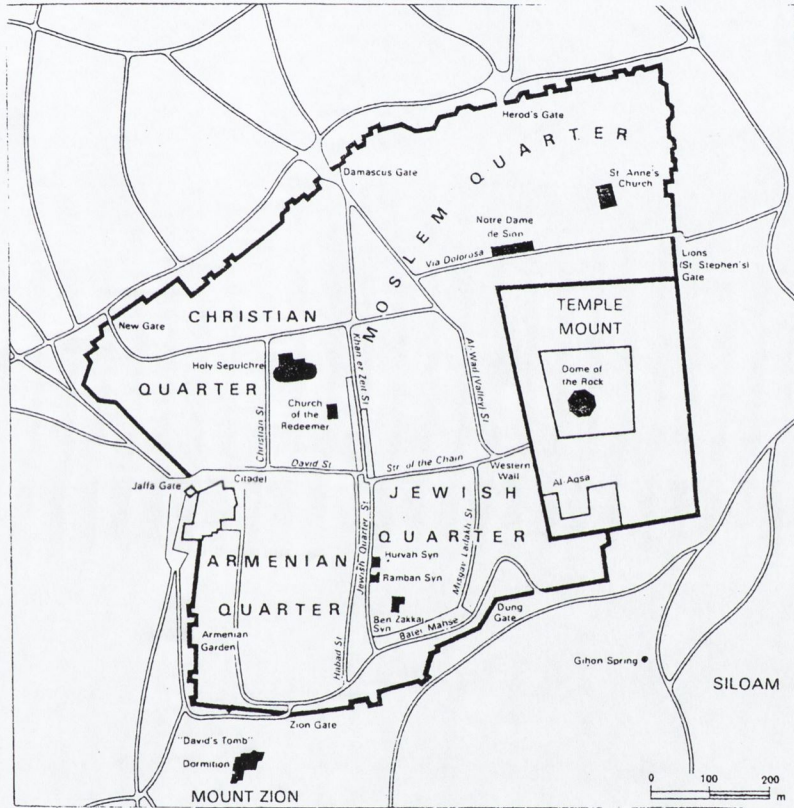 Herod's Gate
MOSLEM QUARTER
Damascus Gate
St. Anne's
Church
Notre Dame
de Sion
Via Dolorosa
Lions
(St. Stephen's)
Gate
TEMPLE
MOUNT
CHRISTIAN
QUARTER
New Gate
Holy Sepulchre
Khan et Zeit St
Al-Wad (Valley) St
Dome of
the Rock
Church
of the
Redeemer
Christian St
David St
Str. of the Chain
Western
Wall
Jaffa Gate
Citadel
Al Aqsa
JEWISH
QUARTER
Jewish Quarter St
Misgav Ladakh St
ARMENIAN
QUARTER
Hurvah Syn
Ramban Syn
Ben Zakkai
Syn
Batei Mahse
Dung
Gate
Armenian
Garden
Habad St
Gihon Spring
SILOAM
Zion Gate
"David's Tomb"
Dormition
MOUNT ZION
0 100 200
m